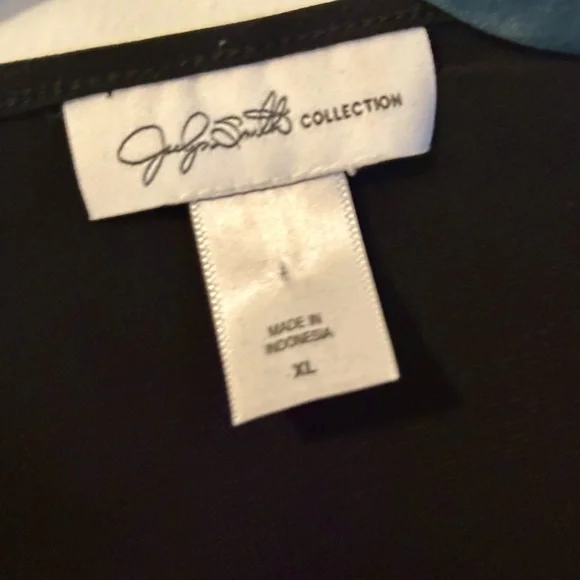 Jaclyn Smith COLLECTION
MADE IN
INDONESIA
XL